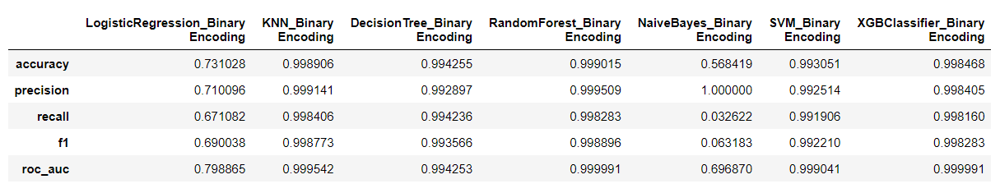 LogisticRegression_Binary Encoding KNN_Binary Encoding DecisionTree_Binary Encoding RandomForest_Binary Encoding NaiveBayes_Binary Encoding SVM_Binary Encoding XGBClassifier_Binary Encoding
accuracy 0.731028 0.998906 0.994255 0.999015 0.568419 0.993051 0.998468
precision 0.710096 0.999141 0.992897 0.999509 1.000000 0.992514 0.998405
recall 0.671082 0.998406 0.994236 0.998283 0.032622 0.991906 0.998160
f1 0.690038 0.998773 0.993566 0.998896 0.063183 0.992210 0.998283
roc_auc 0.798865 0.999542 0.994253 0.999991 0.696870 0.999041 0.999991